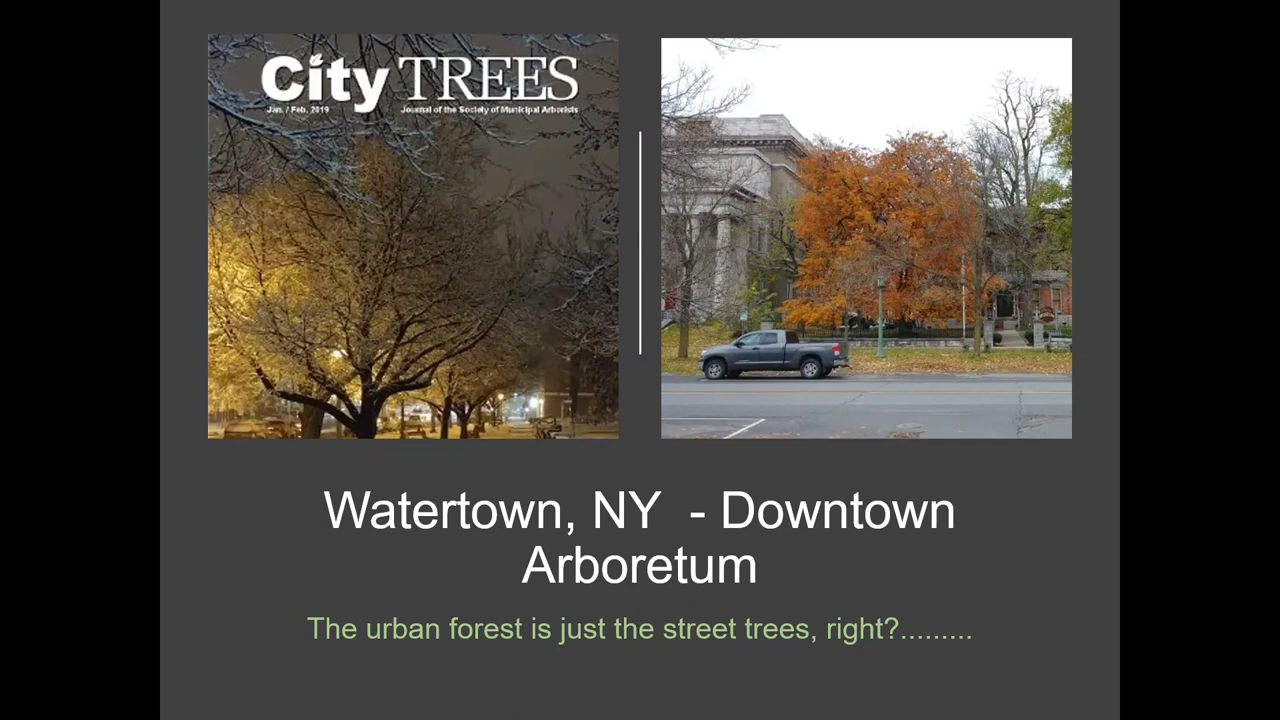 City TREES
Jan. / Feb. 2019 Journal of the Society of Municipal Arborists
Watertown, NY - Downtown
Arboretum
The urban forest is just the street trees, right?.........